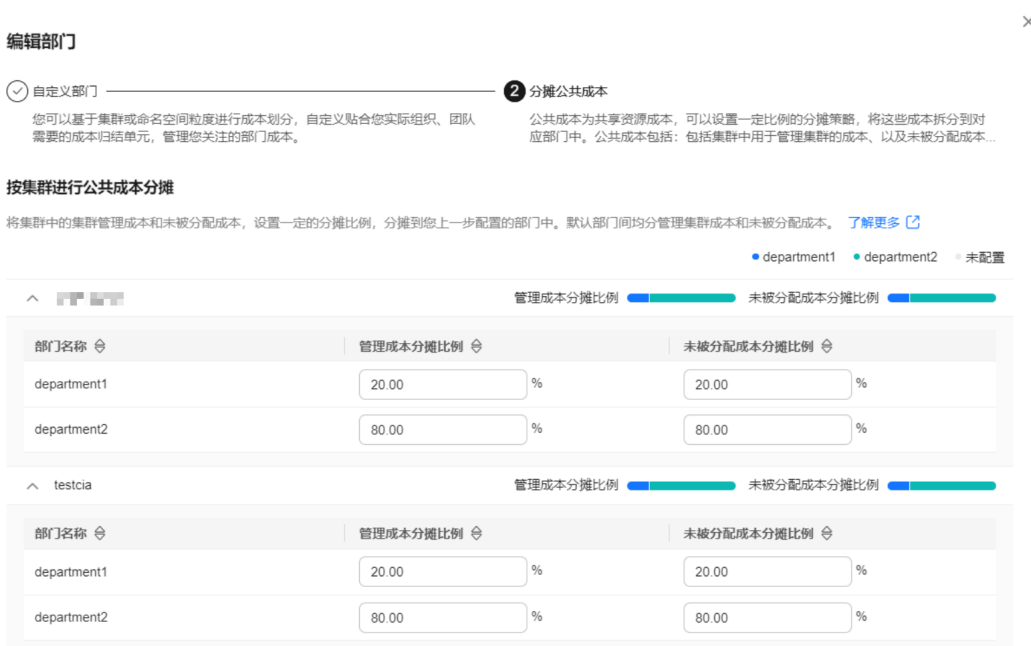 编辑部门
自定义部门
2 分摊公共成本
您可以基于集群或命名空间粒度进行成本划分，自定义贴合您实际组织、团队
需要的成本归结单元，管理您关注的部门成本。
公共成本为共享资源成本，可以设置一定比例的分摊策略，将这些成本拆分到对
应部门中。公共成本包括：包括集群中用于管理集群的成本、以及未被分配成本...
按集群进行公共成本分摊
将集群中的集群管理成本和未被分配成本，设置一定的分摊比例，分摊到您上一步配置的部门中。默认部门间均分管理集群成本和未被分配成本。 了解更多
department1 department2 未配置
管理成本分摊比例 未被分配成本分摊比例
部门名称 管理成本分摊比例 未被分配成本分摊比例
department1 20.00 % 20.00 %
department2 80.00 % 80.00 %
testcia 管理成本分摊比例 未被分配成本分摊比例
部门名称 管理成本分摊比例 未被分配成本分摊比例
department1 20.00 % 20.00 %
department2 80.00 % 80.00 %